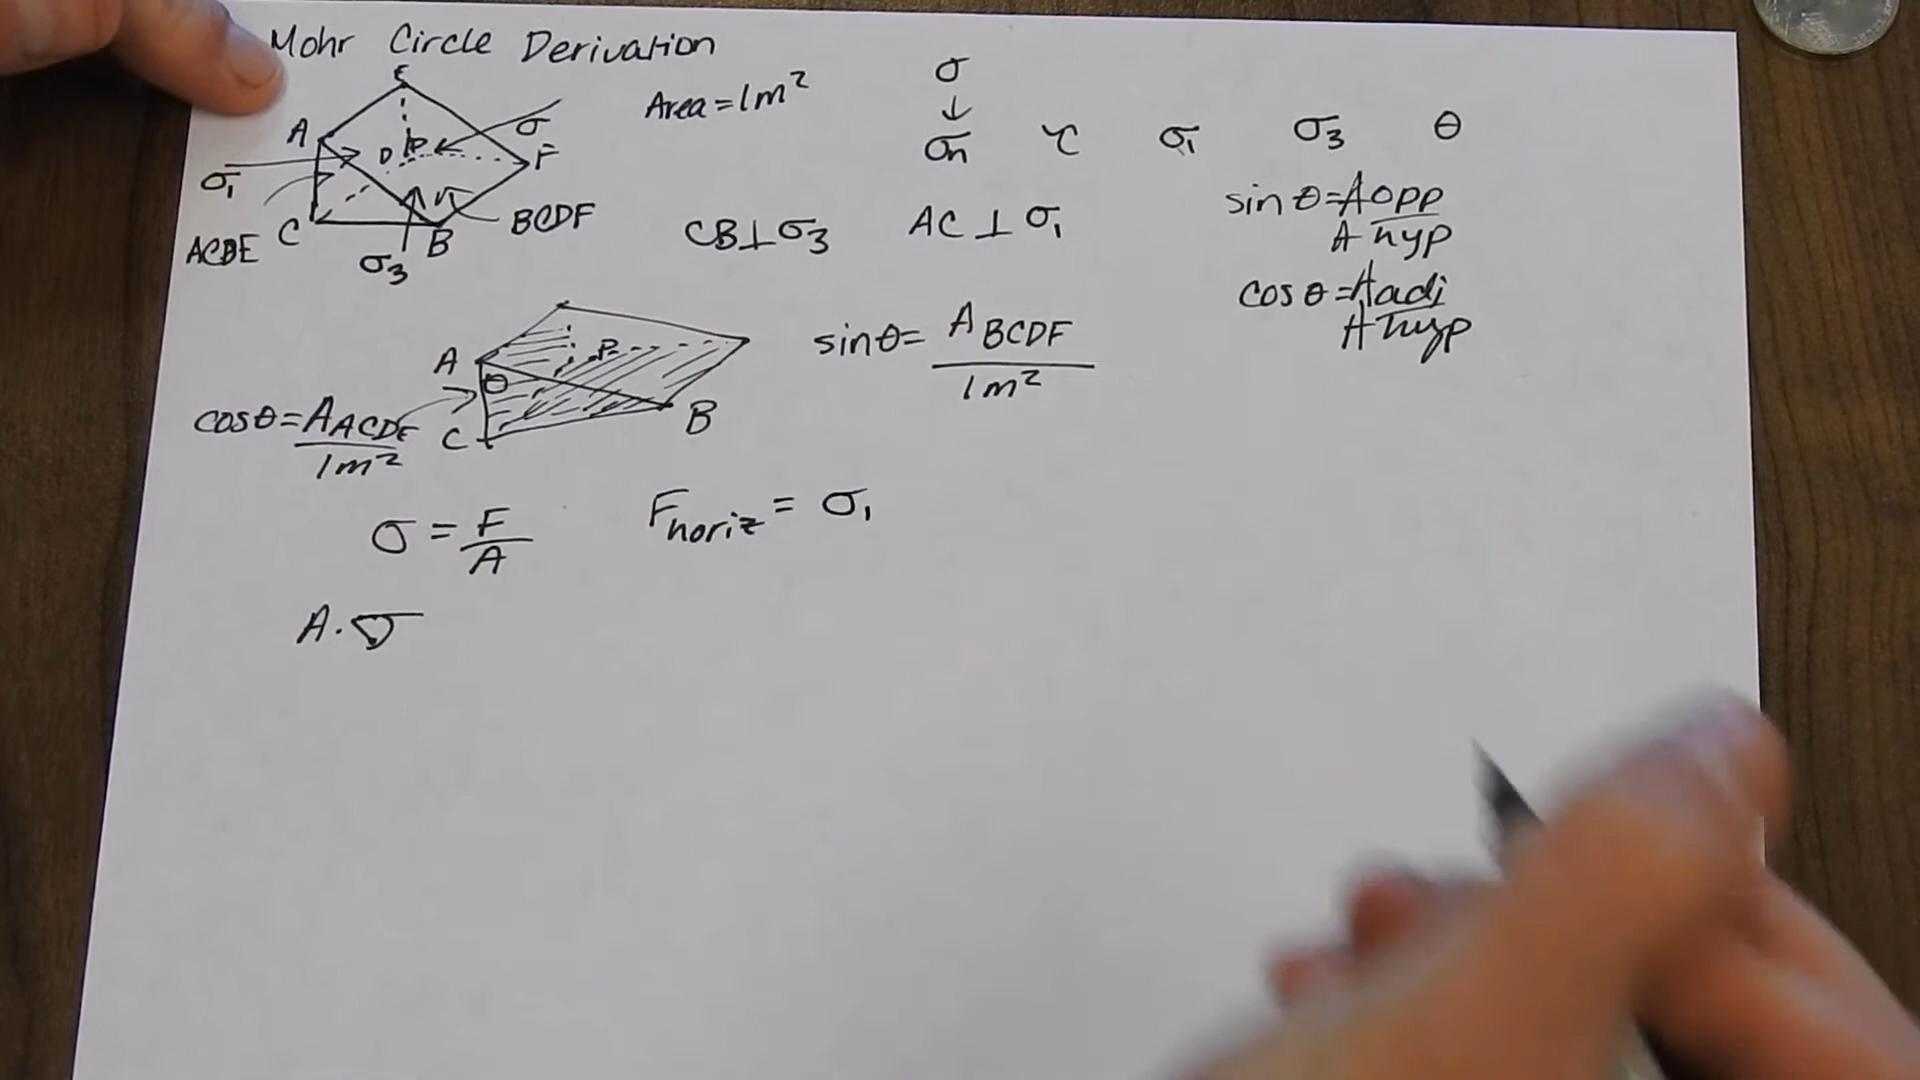 Mohr Circle Derivation
E
A
D
P
σ
F
σ₁
C
B
ACDE
σ₃
BCDF
Area = 1m²
σ
↓
σn τ σ₁ σ₃ θ
CB ⊥ σ₃ AC ⊥ σ₁
sin θ = A opp / A hyp
cos θ = A adj / A hyp
A
θ
P
C
B
cos θ = A ACDE / 1m²
sin θ = A BCDF / 1m²
σ = F / A
F horiz = σ₁
A · σ